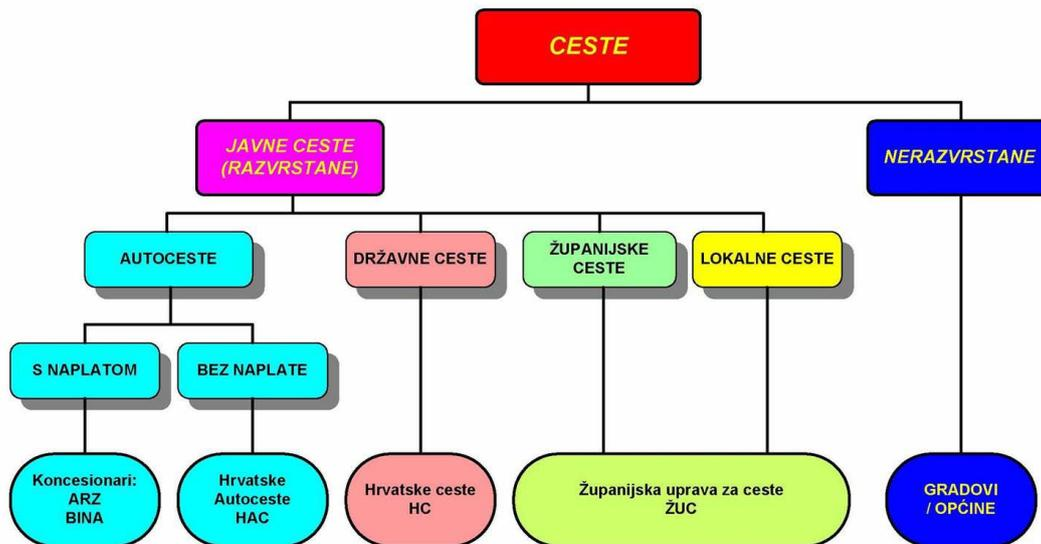 CESTE
JAVNE CESTE
(RAZVRSTANE)
NERAZVRSTANE
AUTOCESTE
DRŽAVNE CESTE
ŽUPANIJSKE
CESTE
LOKALNE CESTE
S NAPLATOM
BEZ NAPLATE
Koncesionari:
ARZ
BINA
Hrvatske
Autoceste
HAC
Hrvatske ceste
HC
Županijska uprava za ceste
ŽUC
GRADOVI
/ OPĆINE